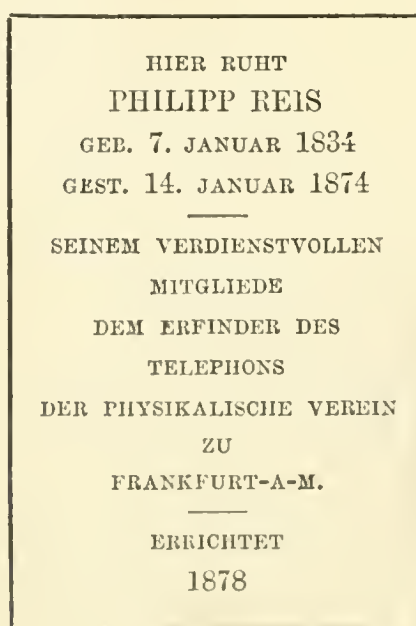 HIER RUHT
PHILIPP REIS
GEB. 7. JANUAR 1834
GEST. 14. JANUAR 1874
SEINEM VERDIENSTVOLLEN
MITGLIEDE
DEM ERFINDER DES
TELEPHONS
DER PHYSIKALISCHE VEREIN
ZU
FRANKFURT-A-M.
ERRICHTET
1878